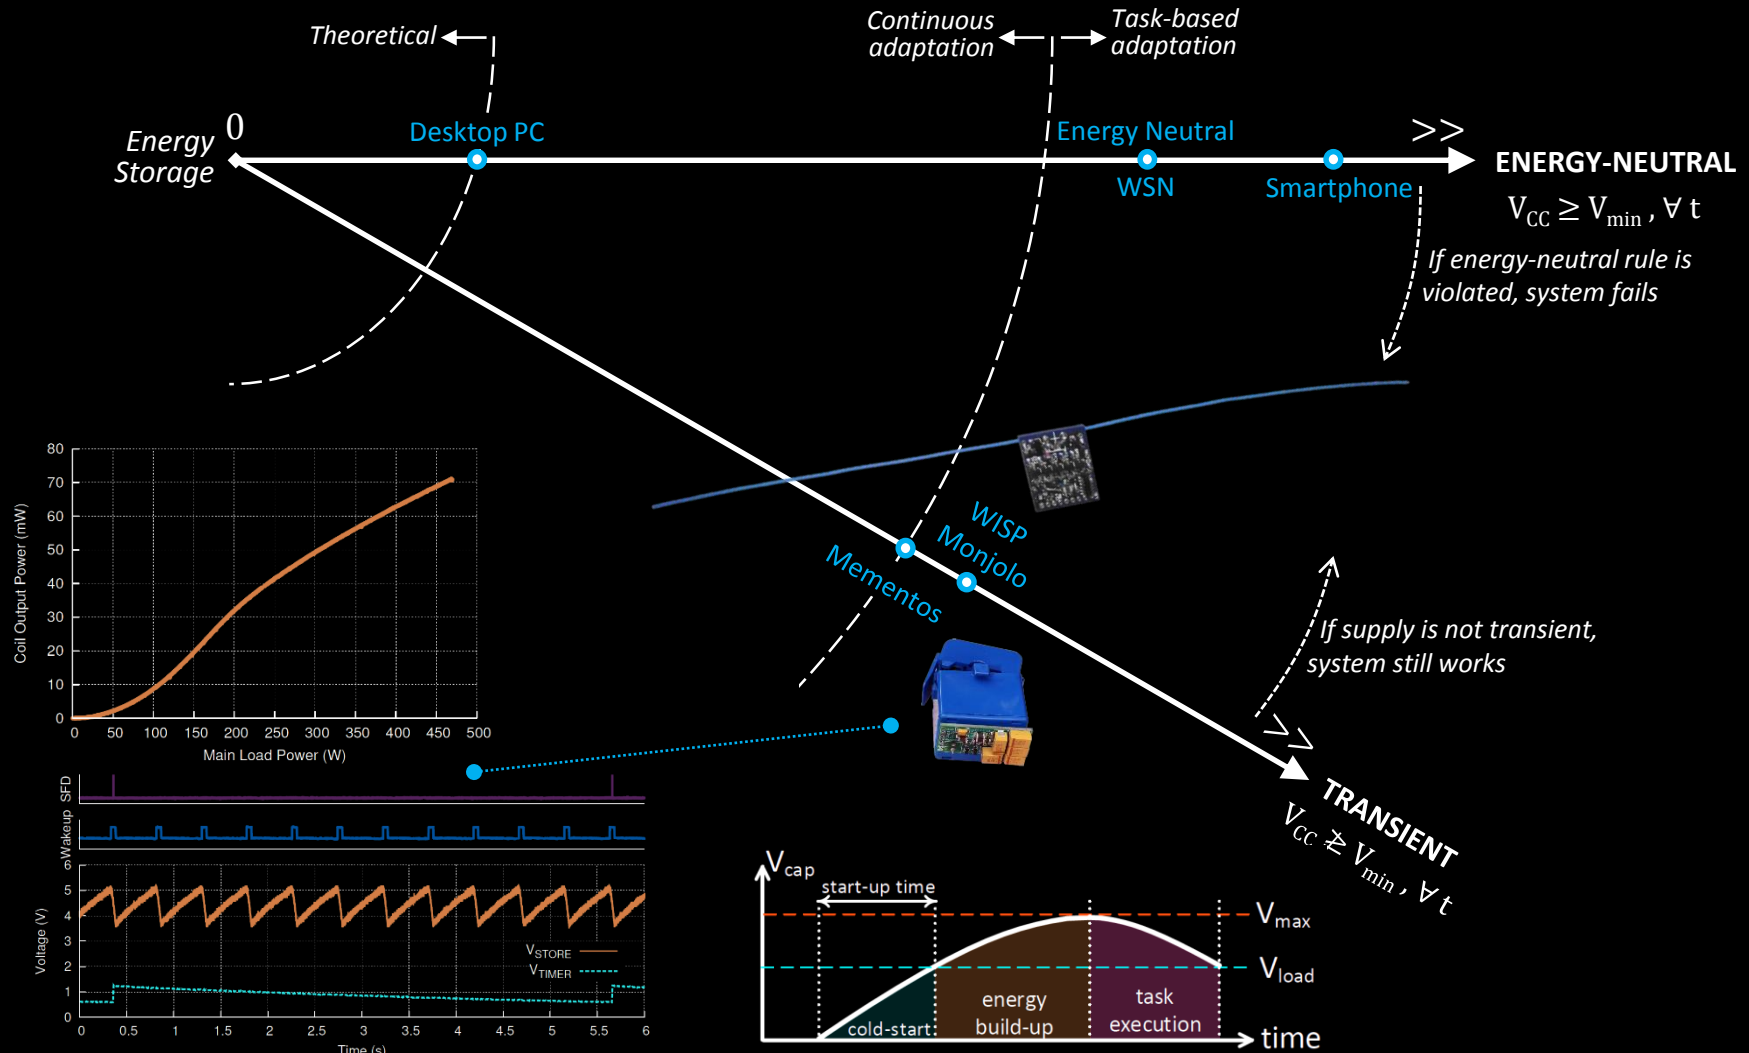 Theoretical
Continuous
adaptation
Task-based
adaptation
Energy
Storage
0
Desktop PC
Energy Neutral
WSN
Smartphone
>>
ENERGY-NEUTRAL
V_CC ≥ V_min , ∀ t
If energy-neutral rule is
violated, system fails
WISP
Monjolo
Mementos
If supply is not transient,
system still works
>>
TRANSIENT
V_CC ≱ V_min , ∀ t
Coil Output Power (mW)
80
70
60
50
40
30
20
10
0
0 50 100 150 200 250 300 350 400 450 500
Main Load Power (W)
SFD
Wakeup
Voltage (V)
6
5
4
3
2
1
0
V_STORE
V_TIMER
0 0.5 1 1.5 2 2.5 3 3.5 4 4.5 5 5.5 6
Time (s)
V_cap
start-up time
V_max
V_load
cold-start
energy
build-up
task
execution
time